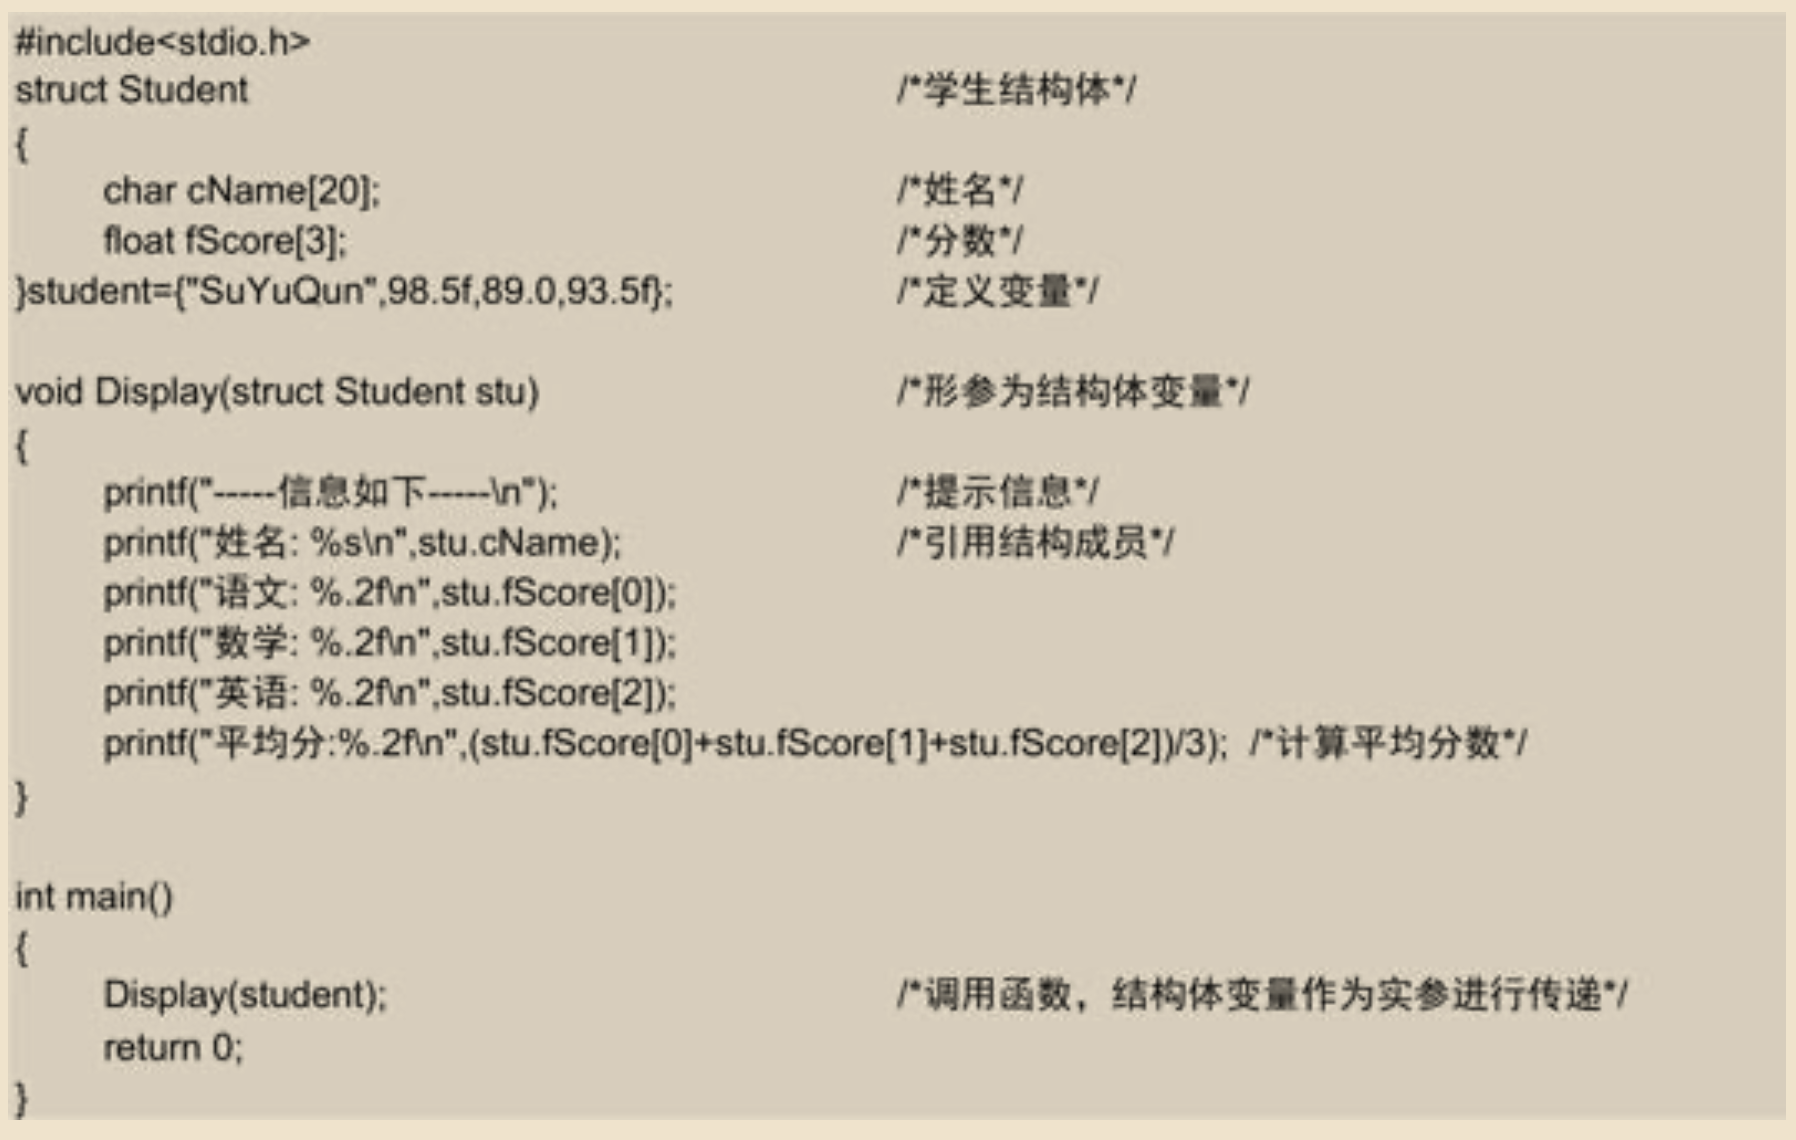 #include<stdio.h>
struct Student /*学生结构体*/
{
char cName[20]; /*姓名*/
float fScore[3]; /*分数*/
}student={"SuYuQun",98.5f,89.0,93.5f}; /*定义变量*/
void Display(struct Student stu) /*形参为结构体变量*/
{
printf("-----信息如下-----\n"); /*提示信息*/
printf("姓名: %s\n",stu.cName); /*引用结构成员*/
printf("语文: %.2f\n",stu.fScore[0]);
printf("数学: %.2f\n",stu.fScore[1]);
printf("英语: %.2f\n",stu.fScore[2]);
printf("平均分:%.2f\n",(stu.fScore[0]+stu.fScore[1]+stu.fScore[2])/3); /*计算平均分数*/
}
int main()
{
Display(student); /*调用函数，结构体变量作为实参进行传递*/
return 0;
}